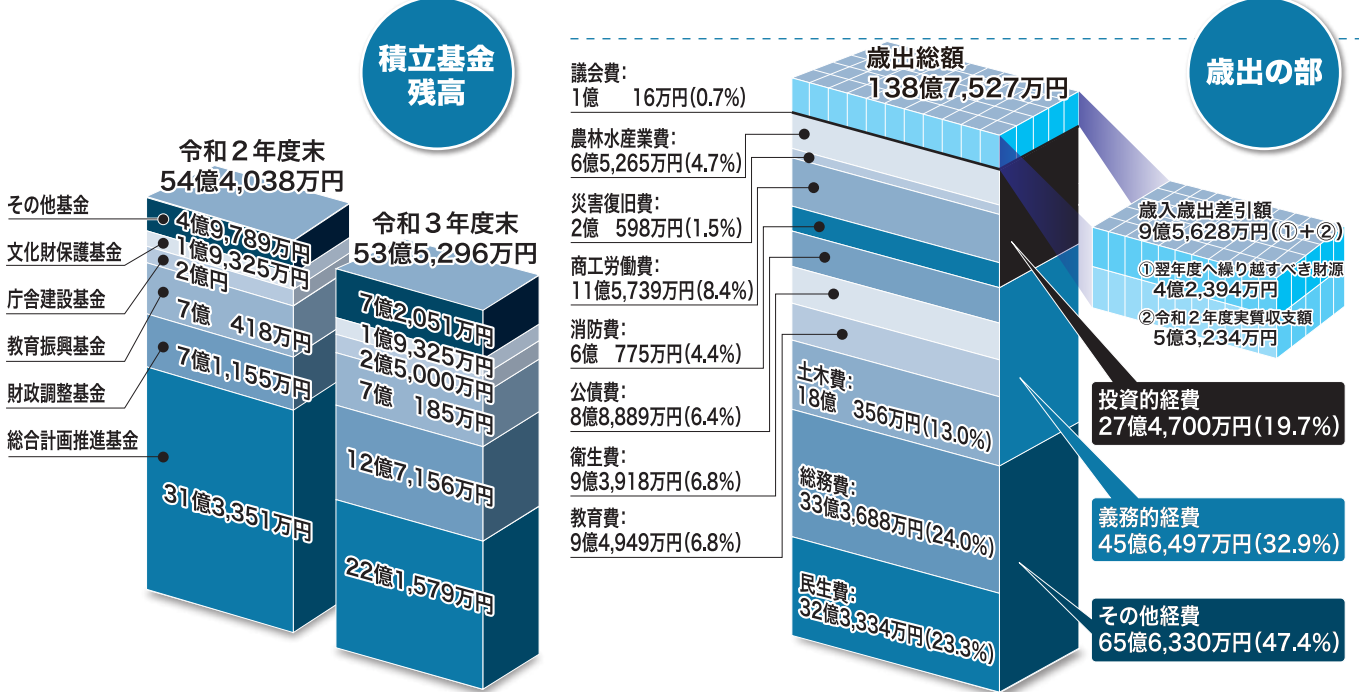 積立基金
残高
令和２年度末
54億4,038万円
その他基金
文化財保護基金
庁舎建設基金
教育振興基金
財政調整基金
総合計画推進基金
4億9,789万円
1億9,325万円
2億円
7億　418万円
7億1,155万円
31億3,351万円
令和３年度末
53億5,296万円
7億2,051万円
1億9,325万円
2億5,000万円
7億　185万円
12億7,156万円
22億1,579万円
歳出の部
歳出総額
138億7,527万円
議会費：
1億　16万円(0.7%)
農林水産業費：
6億5,265万円(4.7%)
災害復旧費：
2億　598万円(1.5%)
商工労働費：
11億5,739万円(8.4%)
消防費：
6億　775万円(4.4%)
公債費：
8億8,889万円(6.4%)
衛生費：
9億3,918万円(6.8%)
教育費：
9億4,949万円(6.8%)
土木費：
18億　356万円(13.0%)
総務費：
33億3,688万円(24.0%)
民生費：
32億3,334万円(23.3%)
歳入歳出差引額
9億5,628万円(①＋②)
①翌年度へ繰り越すべき財源
4億2,394万円
②令和２年度実質収支額
5億3,234万円
投資的経費
27億4,700万円(19.7%)
義務的経費
45億6,497万円(32.9%)
その他経費
65億6,330万円(47.4%)